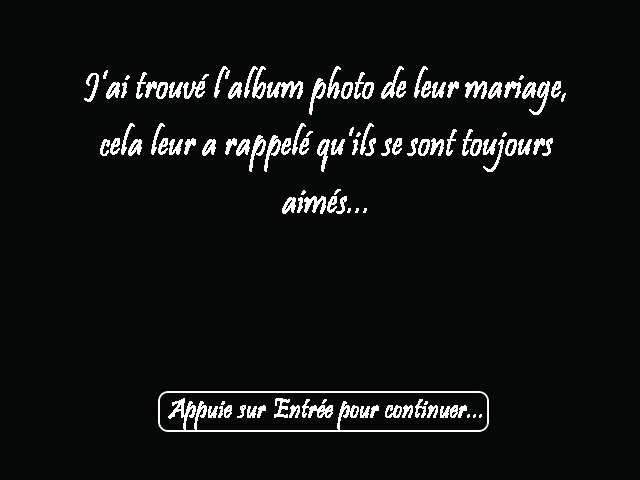 J'ai trouvé l'album photo de leur mariage,
cela leur a rappelé qu'ils se sont toujours
aimés...
Appuie sur Entrée pour continuer...